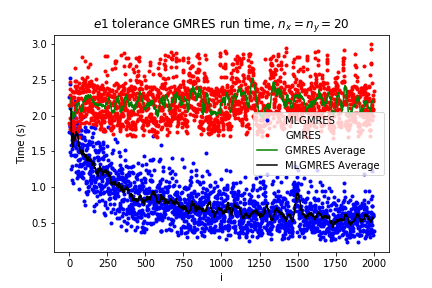 e1 tolerance GMRES run time, n_x = n_y = 20
3.0
2.5
2.0
1.5
1.0
0.5
Time (s)
MLGMRES
GMRES
GMRES Average
MLGMRES Average
0 250 500 750 1000 1250 1500 1750 2000
i